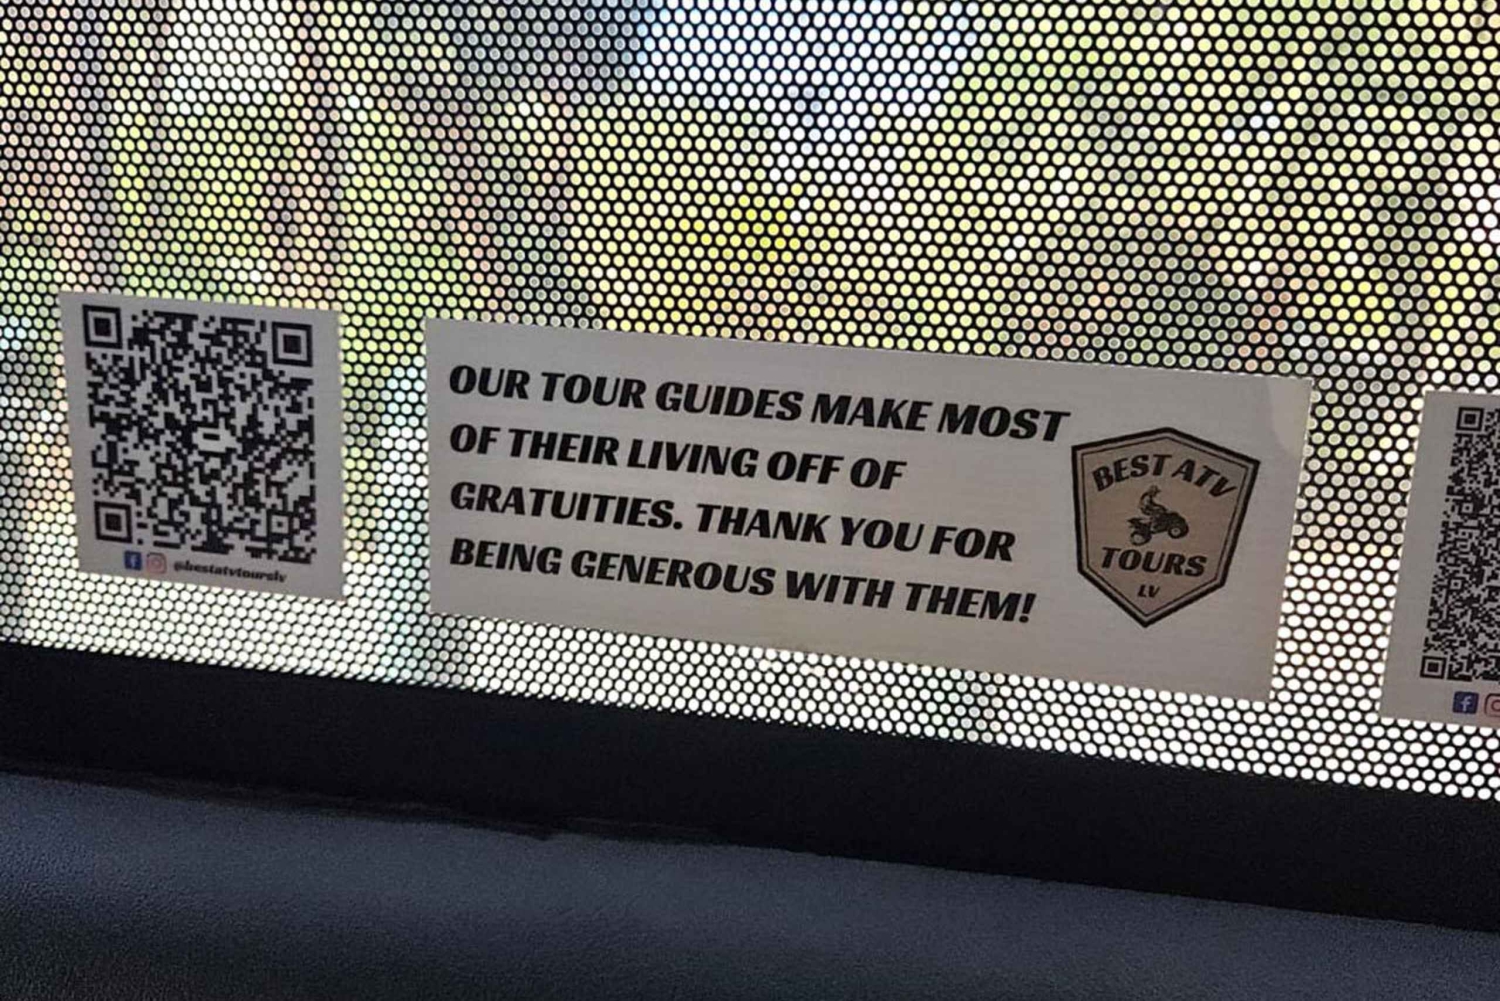 OUR TOUR GUIDES MAKE MOST
OF THEIR LIVING OFF OF
GRATUITIES. THANK YOU FOR
BEING GENEROUS WITH THEM!
BEST ATV
TOURS
LV
@bestatvtourslv